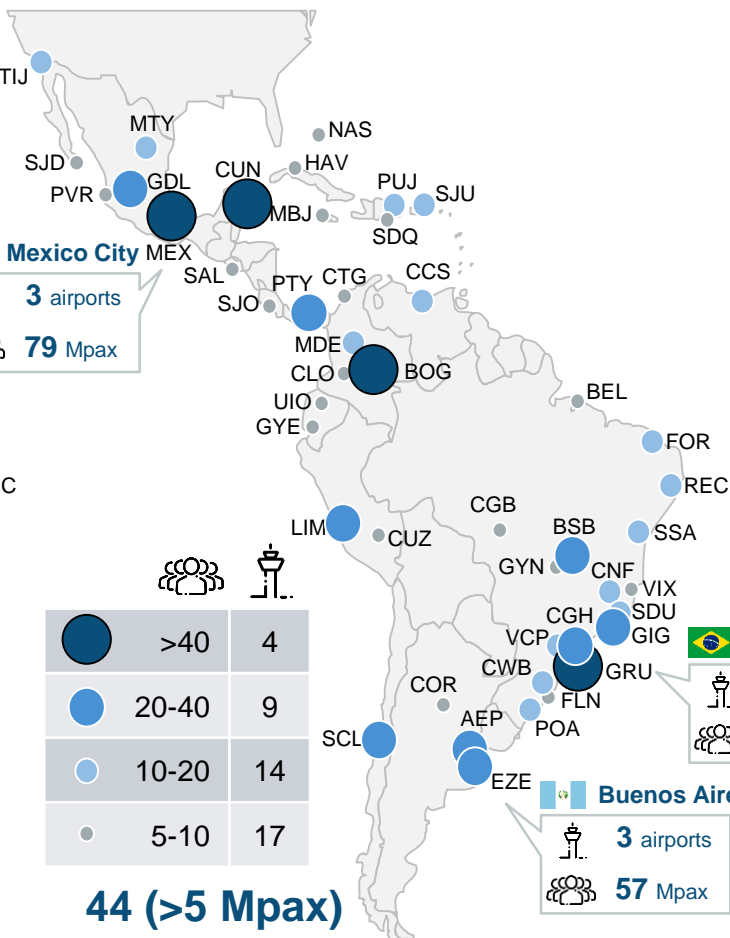 TIJ
MTY
NAS
SJD
HAV
CUN
GDL
PUJ
SJU
PVR
MBJ
SDQ
Mexico City
MEX
SAL
CCS
3 airports
PTY
CTG
SJO
79 Mpax
MDE
CLO
BOG
UIO
BEL
GYE
FOR
C
REC
CGB
LIM
BSB
SSA
CUZ
GYN
CNF
VIX
SDU
CGH
GIG
VCP
>40 4
CWB
GRU
COR
FLN
20-40 9
AEP
POA
SCL
10-20 14
EZE
Buenos Aire
5-10 17
3 airports
57 Mpax
44 (>5 Mpax)